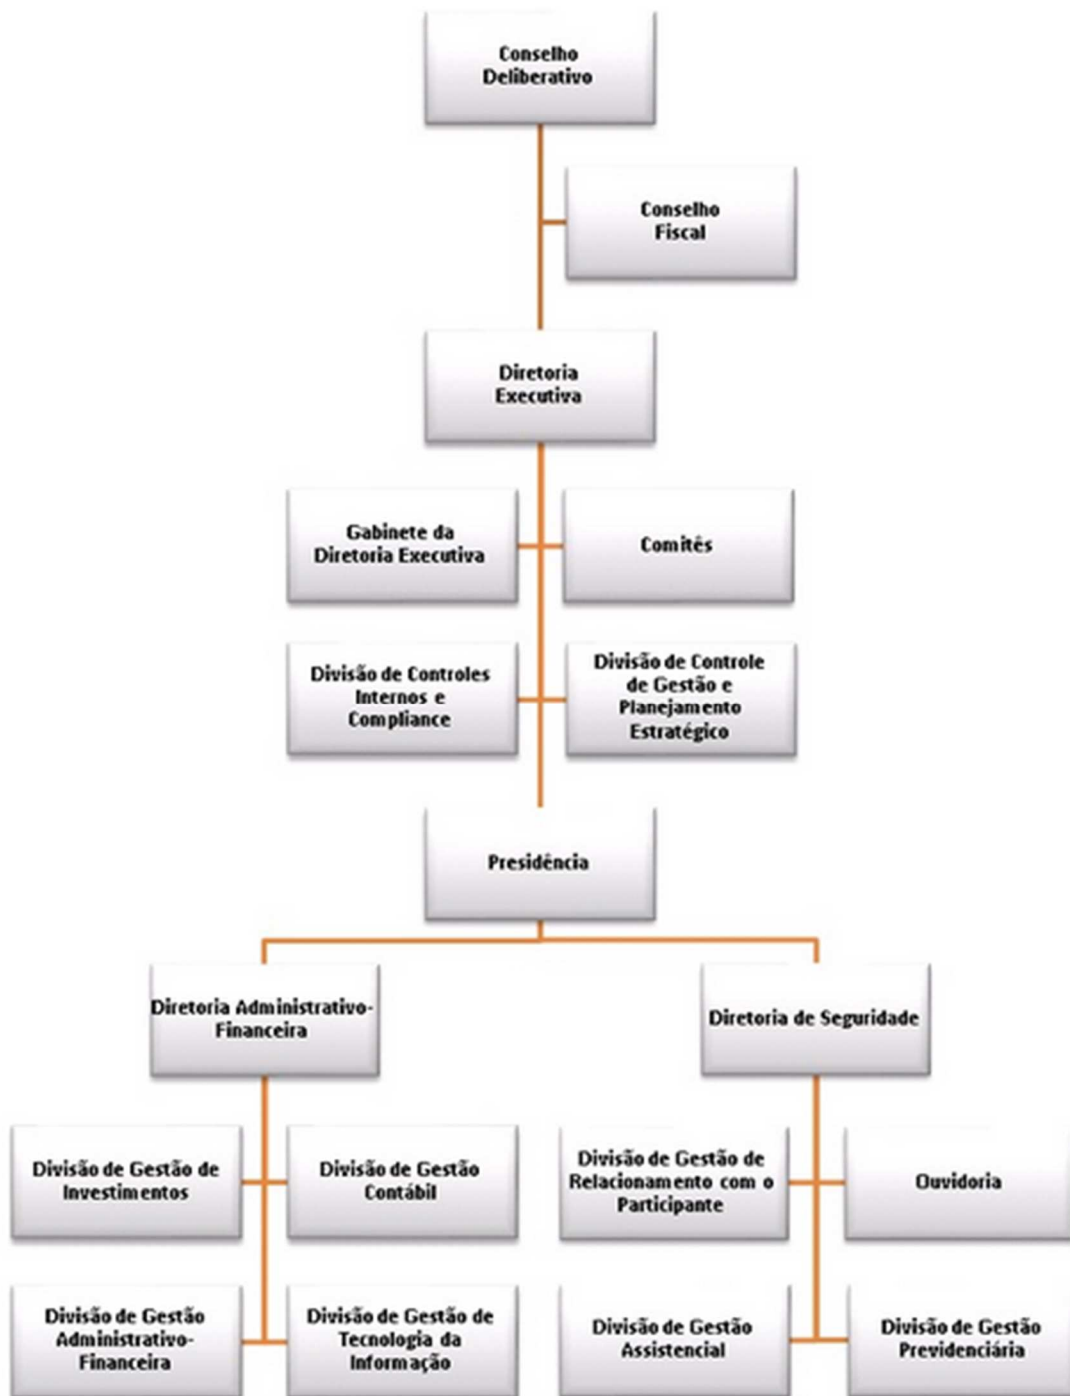 Conselho
Deliberativo
Conselho
Fiscal
Diretoria
Executiva
Gabinete da
Diretoria Executiva
Comitês
Divisão de Controles
Internos e
Compliance
Divisão de Controle
de Gestão e
Planejamento
Estratégico
Presidência
Diretoria Administrativo-
Financeira
Diretoria de Seguridade
Divisão de Gestão de
Investimentos
Divisão de Gestão
Contábil
Divisão de Gestão de
Relacionamento com o
Participante
Ouvidoria
Divisão de Gestão
Administrativo-
Financeira
Divisão de Gestão de
Tecnologia da
Informação
Divisão de Gestão
Assistencial
Divisão de Gestão
Previdenciária